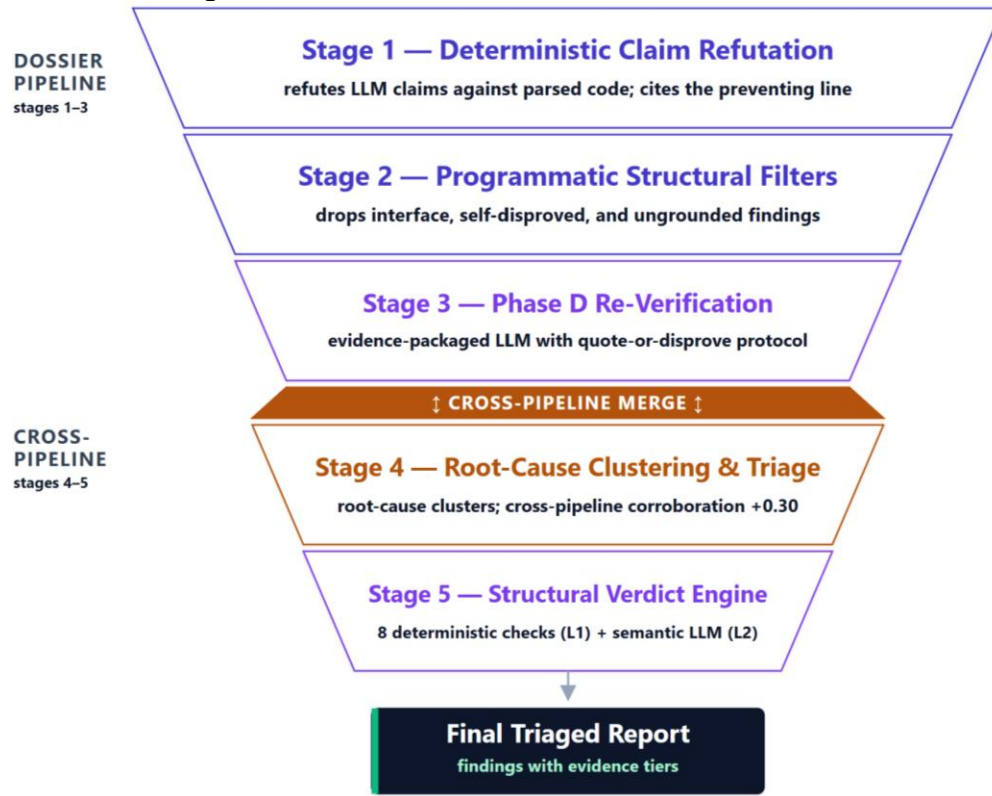 DOSSIER
PIPELINE
stages 1–3
Stage 1 — Deterministic Claim Refutation
refutes LLM claims against parsed code; cites the preventing line
Stage 2 — Programmatic Structural Filters
drops interface, self-disproved, and ungrounded findings
Stage 3 — Phase D Re-Verification
evidence-packaged LLM with quote-or-disprove protocol
↕ CROSS-PIPELINE MERGE ↕
CROSS-
PIPELINE
stages 4–5
Stage 4 — Root-Cause Clustering & Triage
root-cause clusters; cross-pipeline corroboration +0.30
Stage 5 — Structural Verdict Engine
8 deterministic checks (L1) + semantic LLM (L2)
Final Triaged Report
findings with evidence tiers